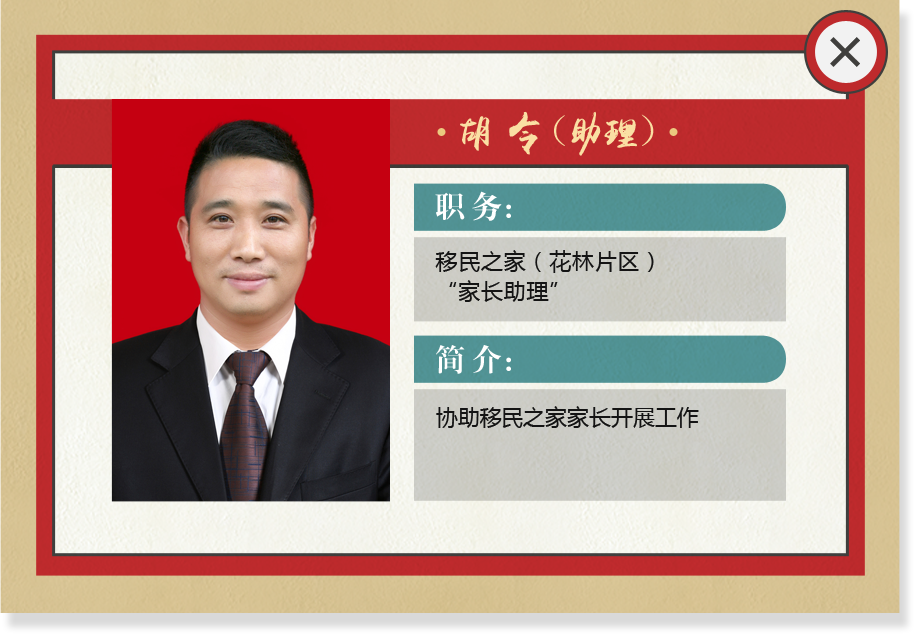 ·胡 令（助理）·
职务：
移民之家（花林片区）
“家长助理”
简介：
协助移民之家家长开展工作